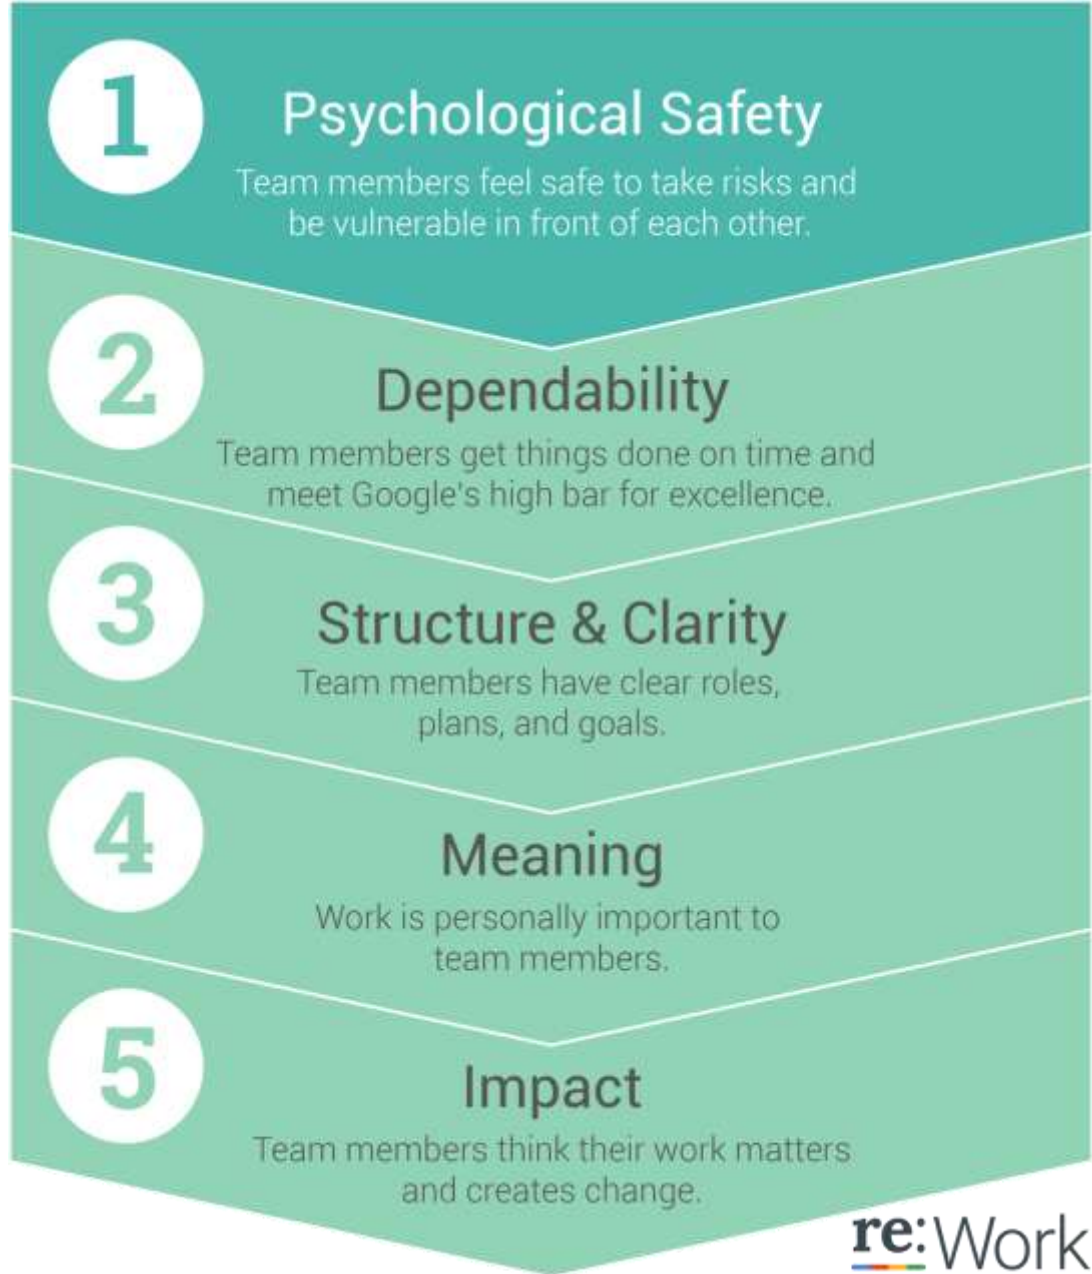 1
Psychological Safety
Team members feel safe to take risks and
be vulnerable in front of each other.
2
Dependability
Team members get things done on time and
meet Google's high bar for excellence.
3
Structure & Clarity
Team members have clear roles,
plans, and goals.
4
Meaning
Work is personally important to
team members.
5
Impact
Team members think their work matters
and creates change.
re:Work